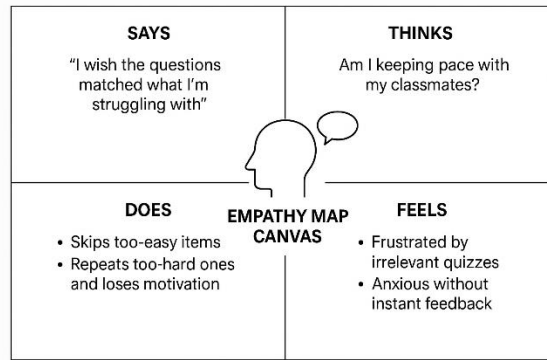 SAYS
“I wish the questions
matched what I’m
struggling with”
THINKS
Am I keeping pace with
my classmates?
EMPATHY MAP
CANVAS
DOES
• Skips too-easy items
• Repeats too-hard ones
and loses motivation
FEELS
• Frustrated by
irrelevant quizzes
• Anxious without
instant feedback